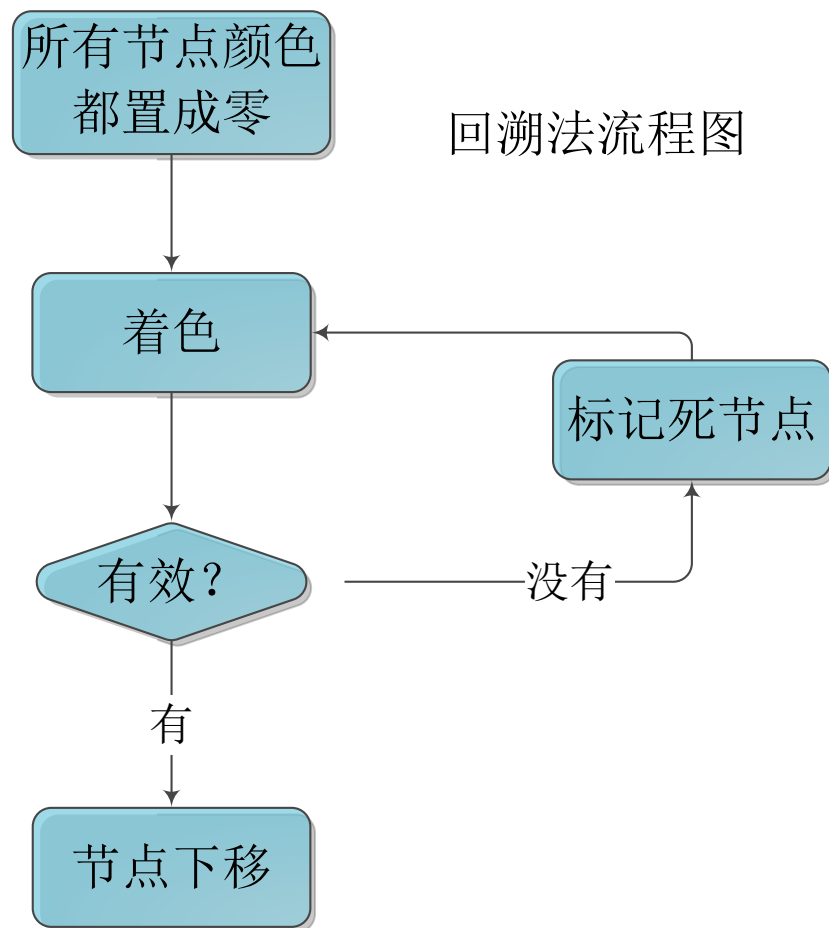 所有节点颜色
都置成零
回溯法流程图
着色
标记死节点
有效？
没有
有
节点下移